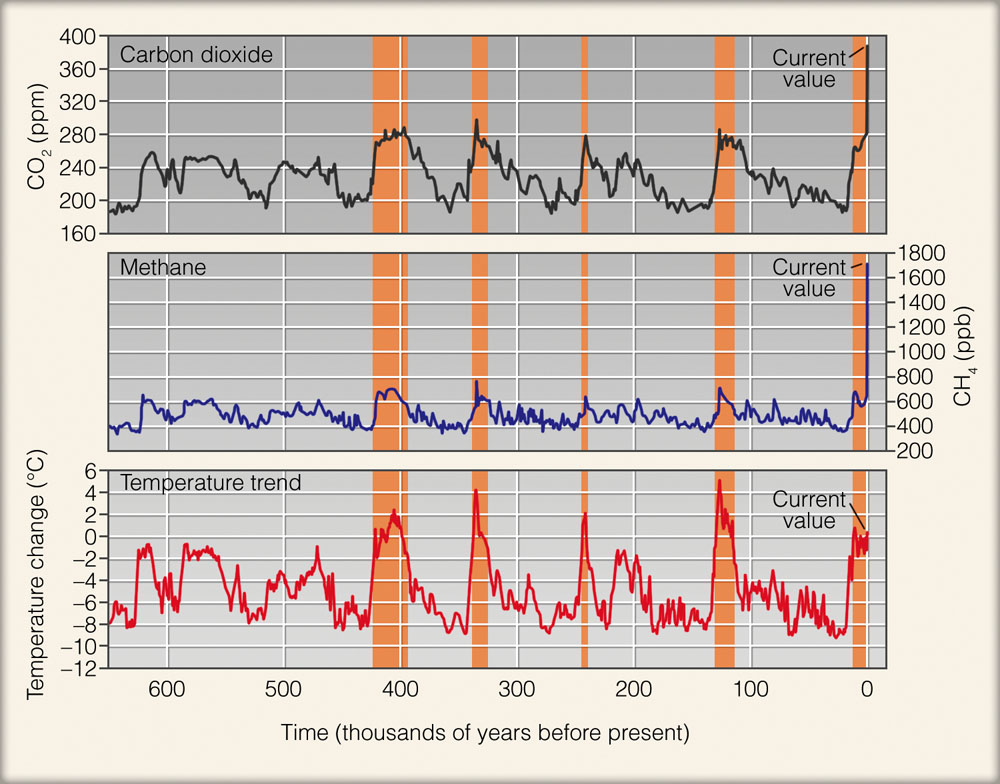 Carbon dioxide
Current
value
CO2 (ppm)
400
360
320
280
240
200
160
Methane
Current
value
1800
1600
1400
1200
1000
800
600
400
200
CH4 (ppb)
Temperature trend
Current
value
Temperature change (°C)
6
4
2
0
−2
−4
−6
−8
−10
−12
600 500 400 300 200 100 0
Time (thousands of years before present)